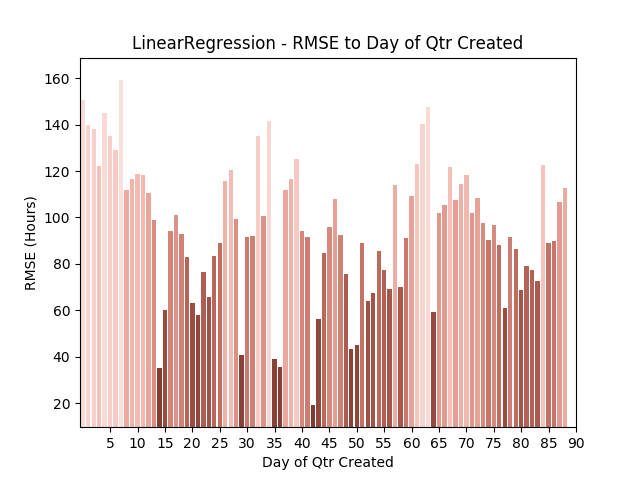 LinearRegression - RMSE to Day of Qtr Created
160
140
120
100
80
60
40
20
RMSE (Hours)
5 10 15 20 25 30 35 40 45 50 55 60 65 70 75 80 85 90
Day of Qtr Created